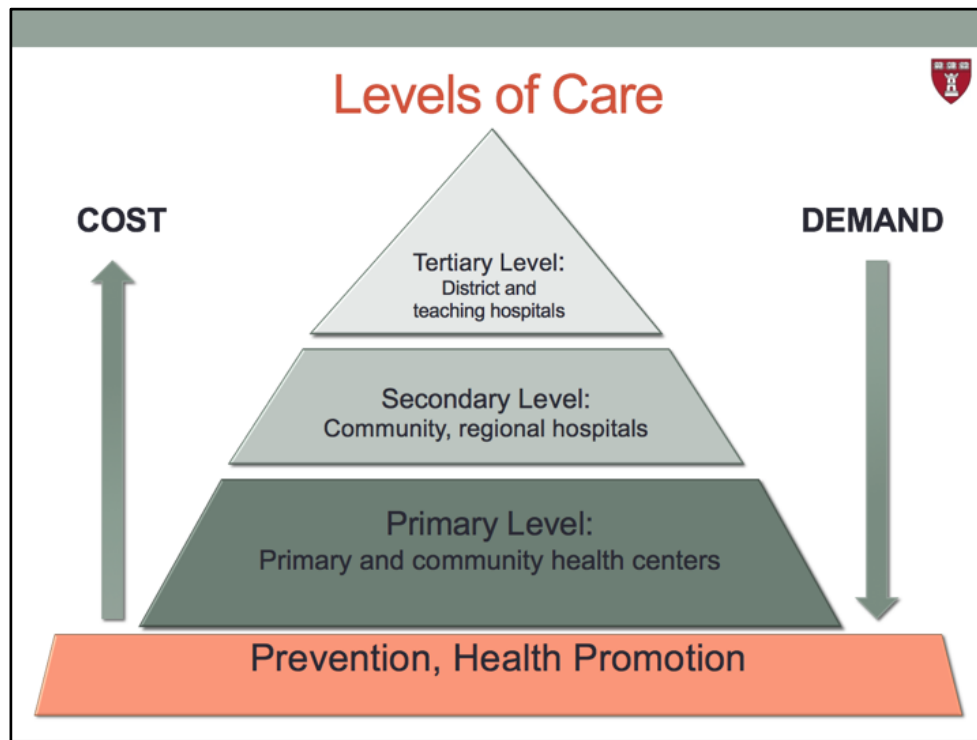 Levels of Care
COST
DEMAND
Tertiary Level:
District and
teaching hospitals
Secondary Level:
Community, regional hospitals
Primary Level:
Primary and community health centers
Prevention, Health Promotion